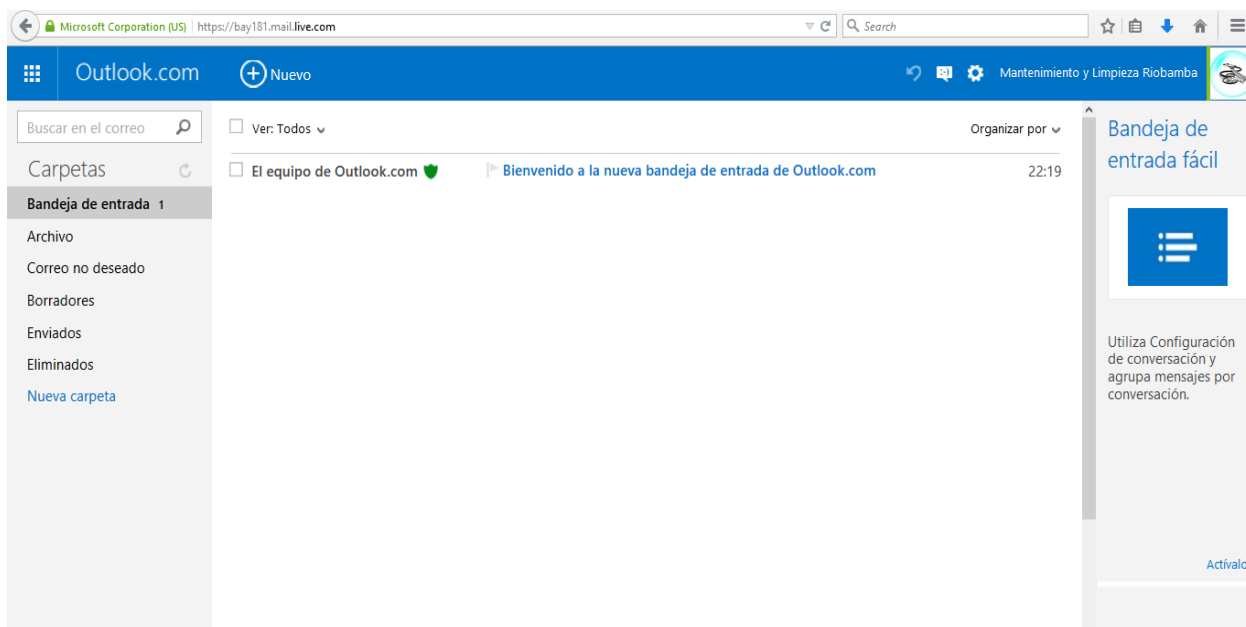 Microsoft Corporation (US) https://bay181.mail.live.com Search
Outlook.com Nuevo Mantenimiento y Limpieza Riobamba
Buscar en el correo
Carpetas
Bandeja de entrada 1
Archivo
Correo no deseado
Borradores
Enviados
Eliminados
Nueva carpeta
Ver: Todos Organizar por
El equipo de Outlook.com Bienvenido a la nueva bandeja de entrada de Outlook.com 22:19
Bandeja de
entrada fácil
Utiliza Configuración
de conversación y
agrupa mensajes por
conversación.
Actívalo